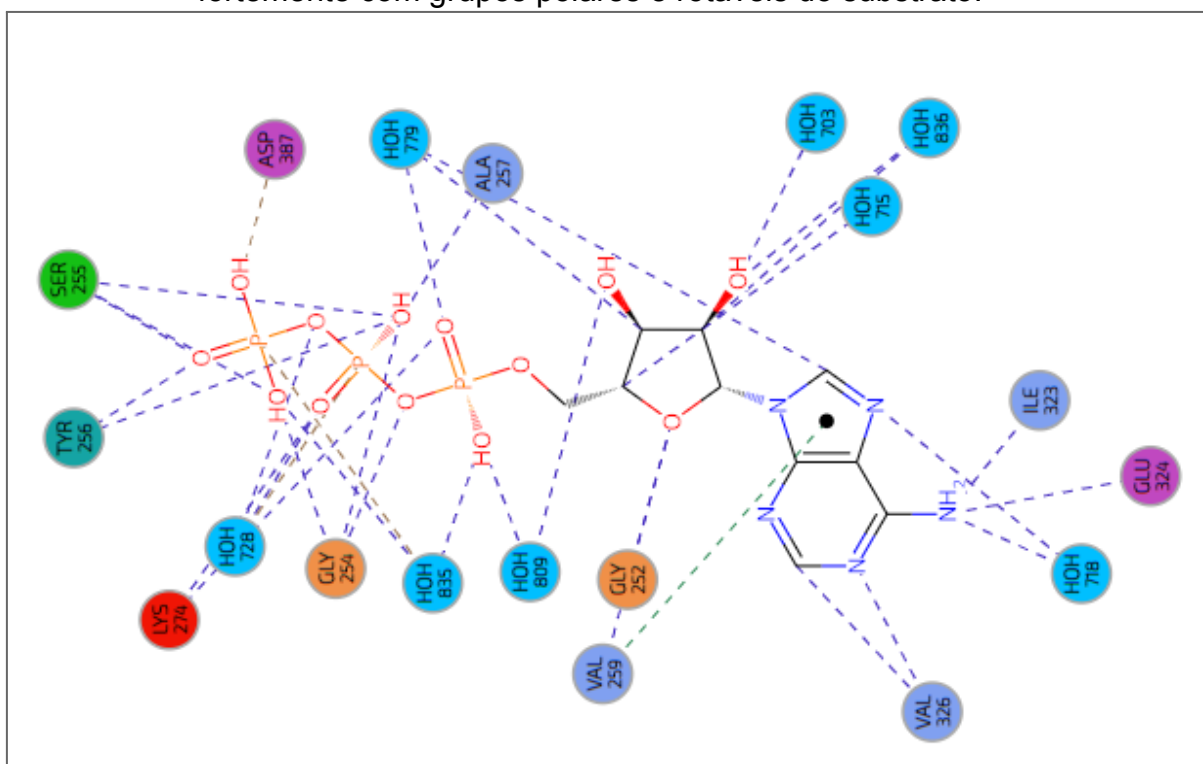 fortemente com grupos polares e rotáveis do substrato.
ASP
387
HOH
779
ALA
257
HOH
703
HOH
836
HOH
715
SER
255
OH
OH
OH
OH
O
O
O
P
P
P
O
O
O
O
HO
HO
O
N
N
N
N
NH2
TYR
256
ILE
323
GLU
324
HOH
728
GLY
254
HOH
835
HOH
809
GLY
252
HOH
718
LYS
274
VAL
259
VAL
326